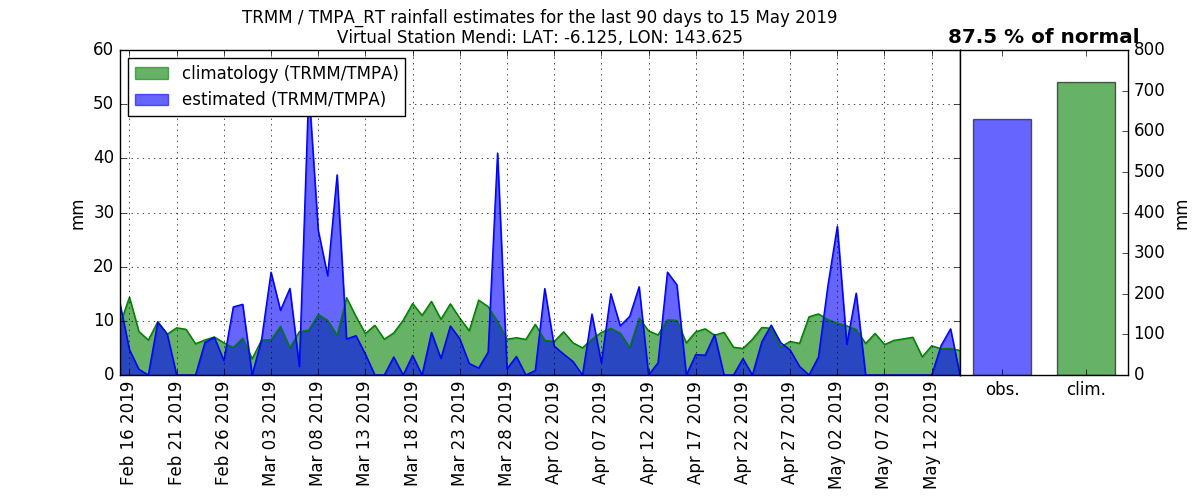 TRMM / TMPA_RT rainfall estimates for the last 90 days to 15 May 2019
Virtual Station Mendi: LAT: -6.125, LON: 143.625
87.5 % of normal
climatology (TRMM/TMPA)
estimated (TRMM/TMPA)
60
50
40
30
20
10
0
mm
Feb 16 2019
Feb 21 2019
Feb 26 2019
Mar 03 2019
Mar 08 2019
Mar 13 2019
Mar 18 2019
Mar 23 2019
Mar 28 2019
Apr 02 2019
Apr 07 2019
Apr 12 2019
Apr 17 2019
Apr 22 2019
Apr 27 2019
May 02 2019
May 07 2019
May 12 2019
800
700
600
500
400
300
200
100
0
mm
obs.
clim.